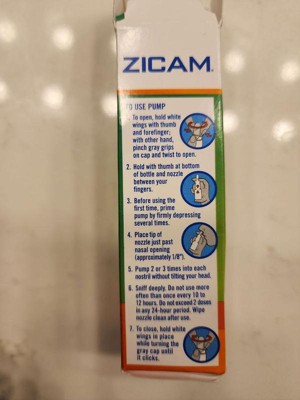 ZICAM
TO USE PUMP
1. To open, hold white
wings with thumb
and forefinger;
with other hand,
pinch gray grips
on cap and twist to open.
2. Hold with thumb at bottom
of bottle and nozzle
between your
fingers.
3. Before using the
first time, prime
pump by firmly depressing
several times.
4. Place tip of
nozzle just past
nasal opening
(approximately 1/8").
5. Pump 2 or 3 times into each
nostril without tilting your head.
6. Sniff deeply. Do not use more
often than once every 10 to
12 hours. Do not exceed 2 doses
in any 24-hour period. Wipe
nozzle clean after use.
7. To close, hold white
wings in place
while turning the
gray cap until
it clicks.